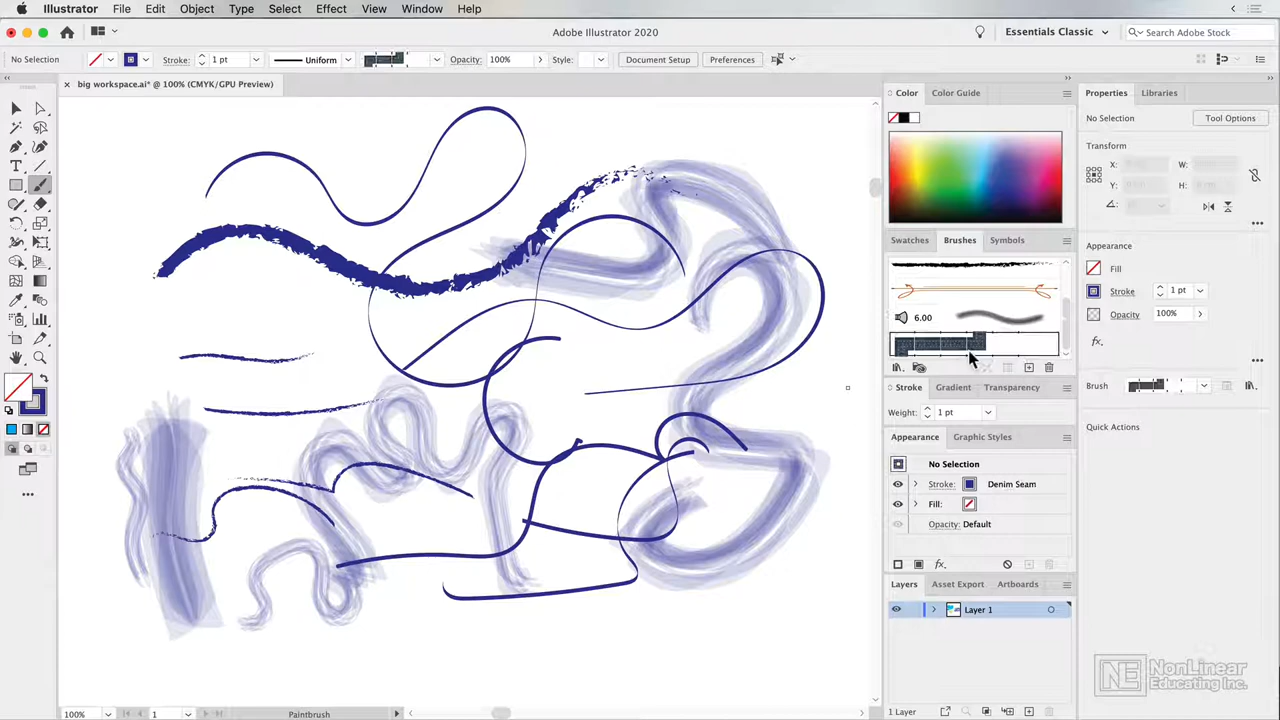 Illustrator File Edit Object Type Select Effect View Window Help
Adobe Illustrator 2020
Essentials Classic
Search Adobe Stock
No Selection Stroke: 1 pt Uniform Opacity: 100% Style: Document Setup Preferences
big workspace.ai* @ 100% (CMYK/GPU Preview)
Color Color Guide
Swatches Brushes Symbols
6.00
Stroke Gradient Transparency
Weight: 1 pt
Appearance Graphic Styles
No Selection
Stroke: Denim Seam
Fill:
Opacity: Default
Layers Asset Export Artboards
Layer 1
1 Layer
Properties Libraries
No Selection Tool Options
Transform
X: W:
Y: H:
Appearance
Fill
Stroke 1 pt
Opacity 100%
fx.
Brush
Quick Actions
NE NonLinear
Educating Inc.
100% 1 Paintbrush